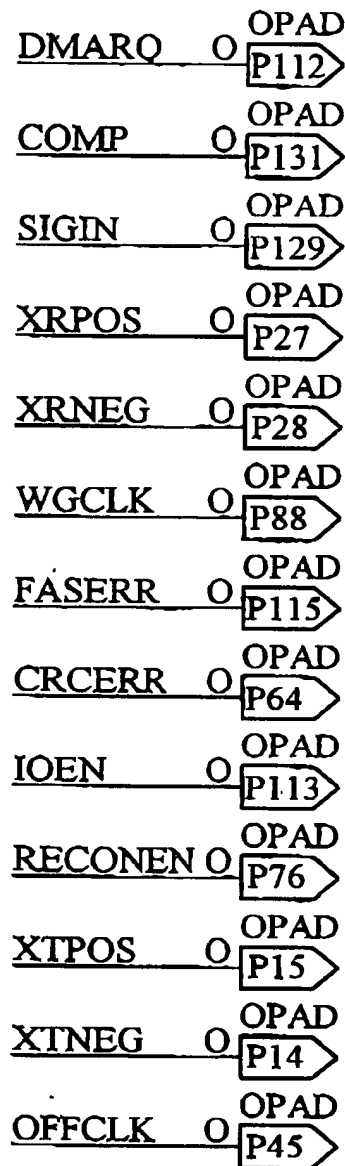 OPAD
DMARQ O P112
OPAD
COMP O P131
OPAD
SIGIN O P129
OPAD
XRPOS O P27
OPAD
XRNEG O P28
OPAD
WGCLK O P88
OPAD
FASERR O P115
OPAD
CRCERR O P64
OPAD
IOEN O P113
OPAD
RECONEN O P76
OPAD
XTPOS O P15
OPAD
XTNEG O P14
OPAD
OFFCLK O P45